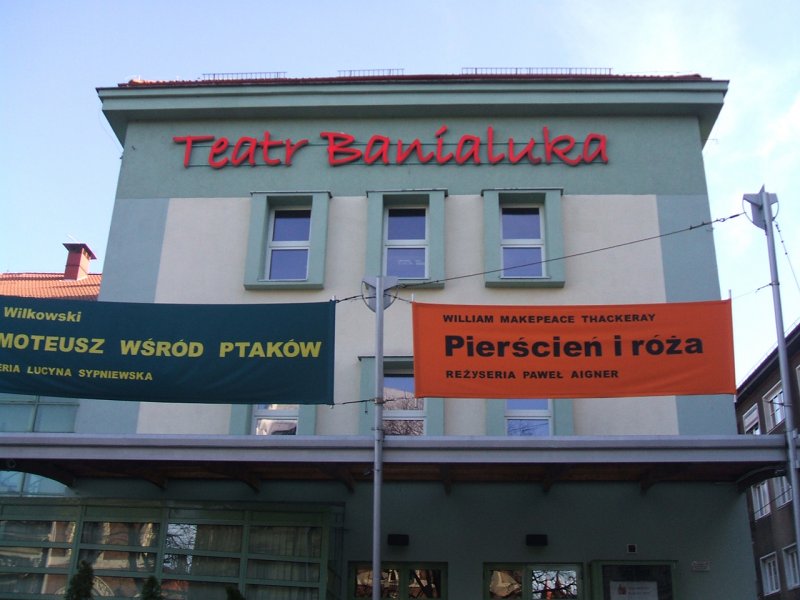 Teatr Banialuka
Wilkowski
MOTEUSZ WŚRÓD PTAKÓW
ERIA LUCYNA SYPNIEWSKA
WILLIAM MAKEPEACE THACKERAY
Pierścień i róża
REŻYSERIA PAWEŁ AIGNER